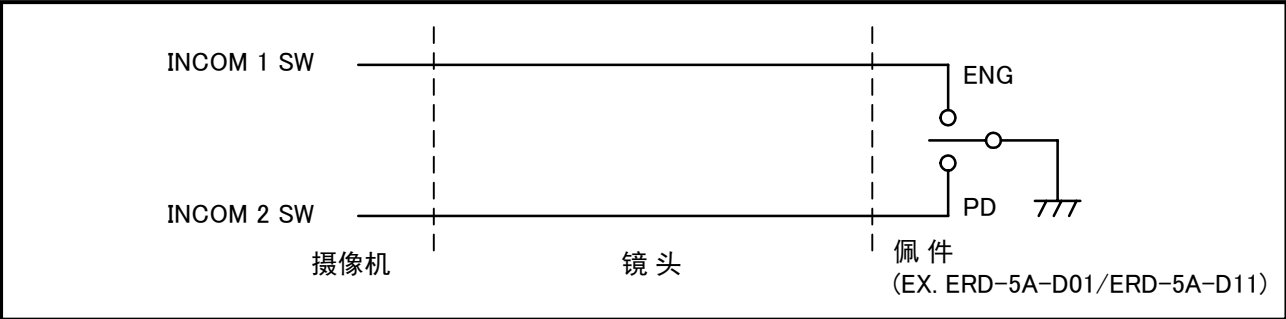 INCOM 1 SW
ENG
INCOM 2 SW
PD
摄像机
镜 头
佩 件
(EX. ERD-5A-D01/ERD-5A-D11)